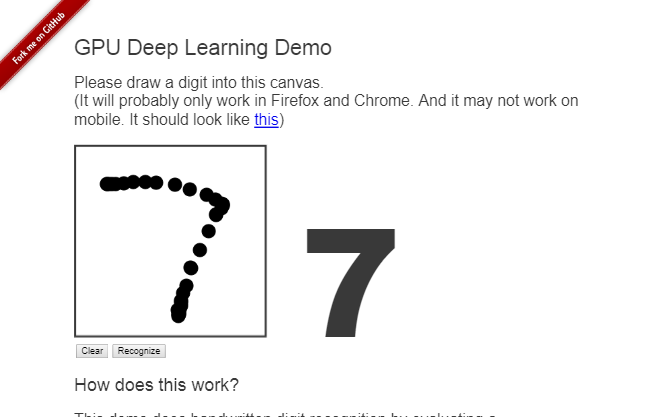 Fork me on GitHub
GPU Deep Learning Demo
Please draw a digit into this canvas.
(It will probably only work in Firefox and Chrome. And it may not work on
mobile. It should look like this)
7
7
Clear Recognize
How does this work?
This demo does handwritten digit recognition by evaluating a